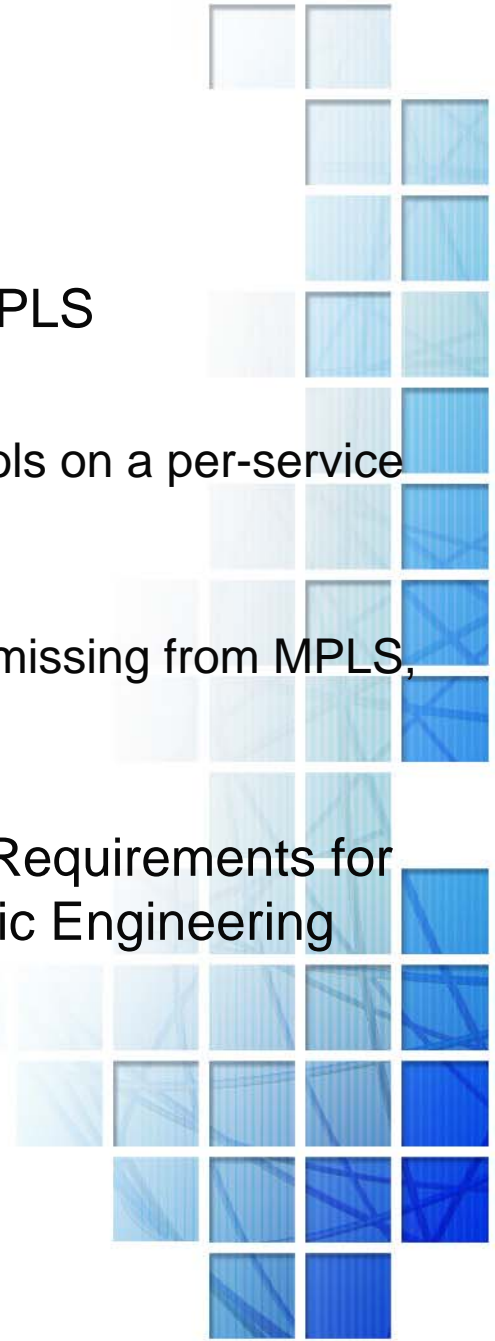 PLS
ols on a per-service
missing from MPLS,
Requirements for
ic Engineering